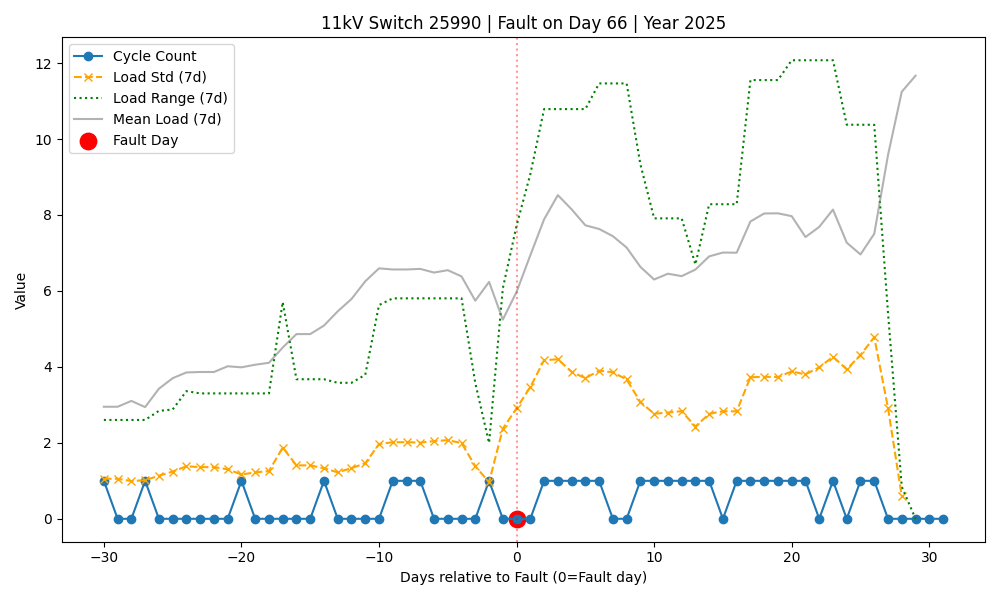 11kV Switch 25990 | Fault on Day 66 | Year 2025
Cycle Count
Load Std (7d)
Load Range (7d)
Mean Load (7d)
Fault Day
Value
12
10
8
6
4
2
0
−30
−20
−10
0
10
20
30
Days relative to Fault (0=Fault day)